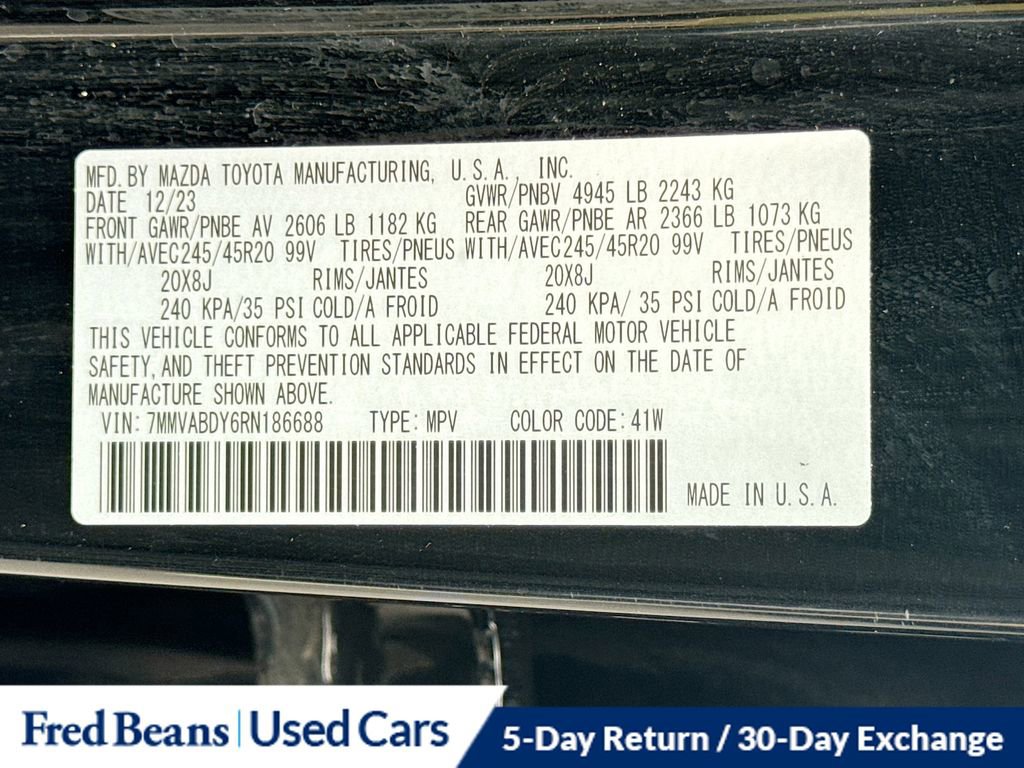 MFD. BY MAZDA TOYOTA MANUFACTURING, U.S.A., INC.
DATE 12/23 GVWR/PNBV 4945 LB 2243 KG
FRONT GAWR/PNBE AV 2606 LB 1182 KG REAR GAWR/PNBE AR 2366 LB 1073 KG
WITH/AVEC245/45R20 99V TIRES/PNEUS WITH/AVEC245/45R20 99V TIRES/PNEUS
20X8J RIMS/JANTES 20X8J RIMS/JANTES
240 KPA/35 PSI COLD/A FROID 240 KPA/ 35 PSI COLD/A FROID
THIS VEHICLE CONFORMS TO ALL APPLICABLE FEDERAL MOTOR VEHICLE
SAFETY, AND THEFT PREVENTION STANDARDS IN EFFECT ON THE DATE OF
MANUFACTURE SHOWN ABOVE.
VIN: 7MMVABDY6RN186688 TYPE: MPV COLOR CODE: 41W
MADE IN U.S.A.
Fred Beans | Used Cars 5-Day Return / 30-Day Exchange